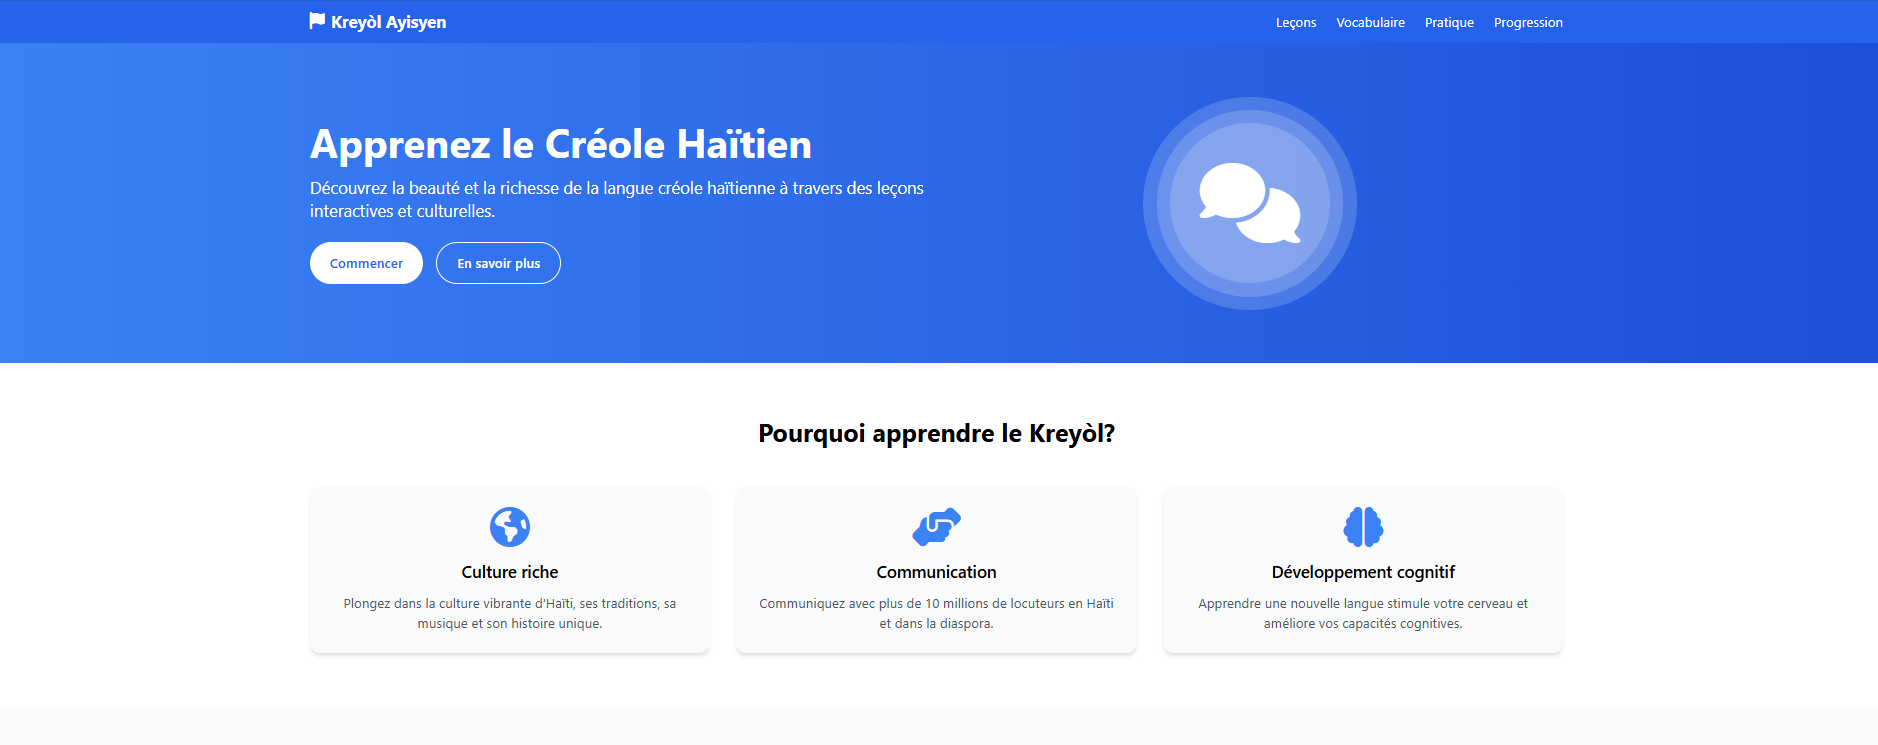 Kreyòl Ayisyen
Leçons Vocabulaire Pratique Progression
Apprenez le Créole Haïtien
Découvrez la beauté et la richesse de la langue créole haïtienne à travers des leçons
interactives et culturelles.
Commencer En savoir plus
Pourquoi apprendre le Kreyòl?
Culture riche
Plongez dans la culture vibrante d'Haïti, ses traditions, sa
musique et son histoire unique.
Communication
Communiquez avec plus de 10 millions de locuteurs en Haïti
et dans la diaspora.
Développement cognitif
Apprendre une nouvelle langue stimule votre cerveau et
améliore vos capacités cognitives.